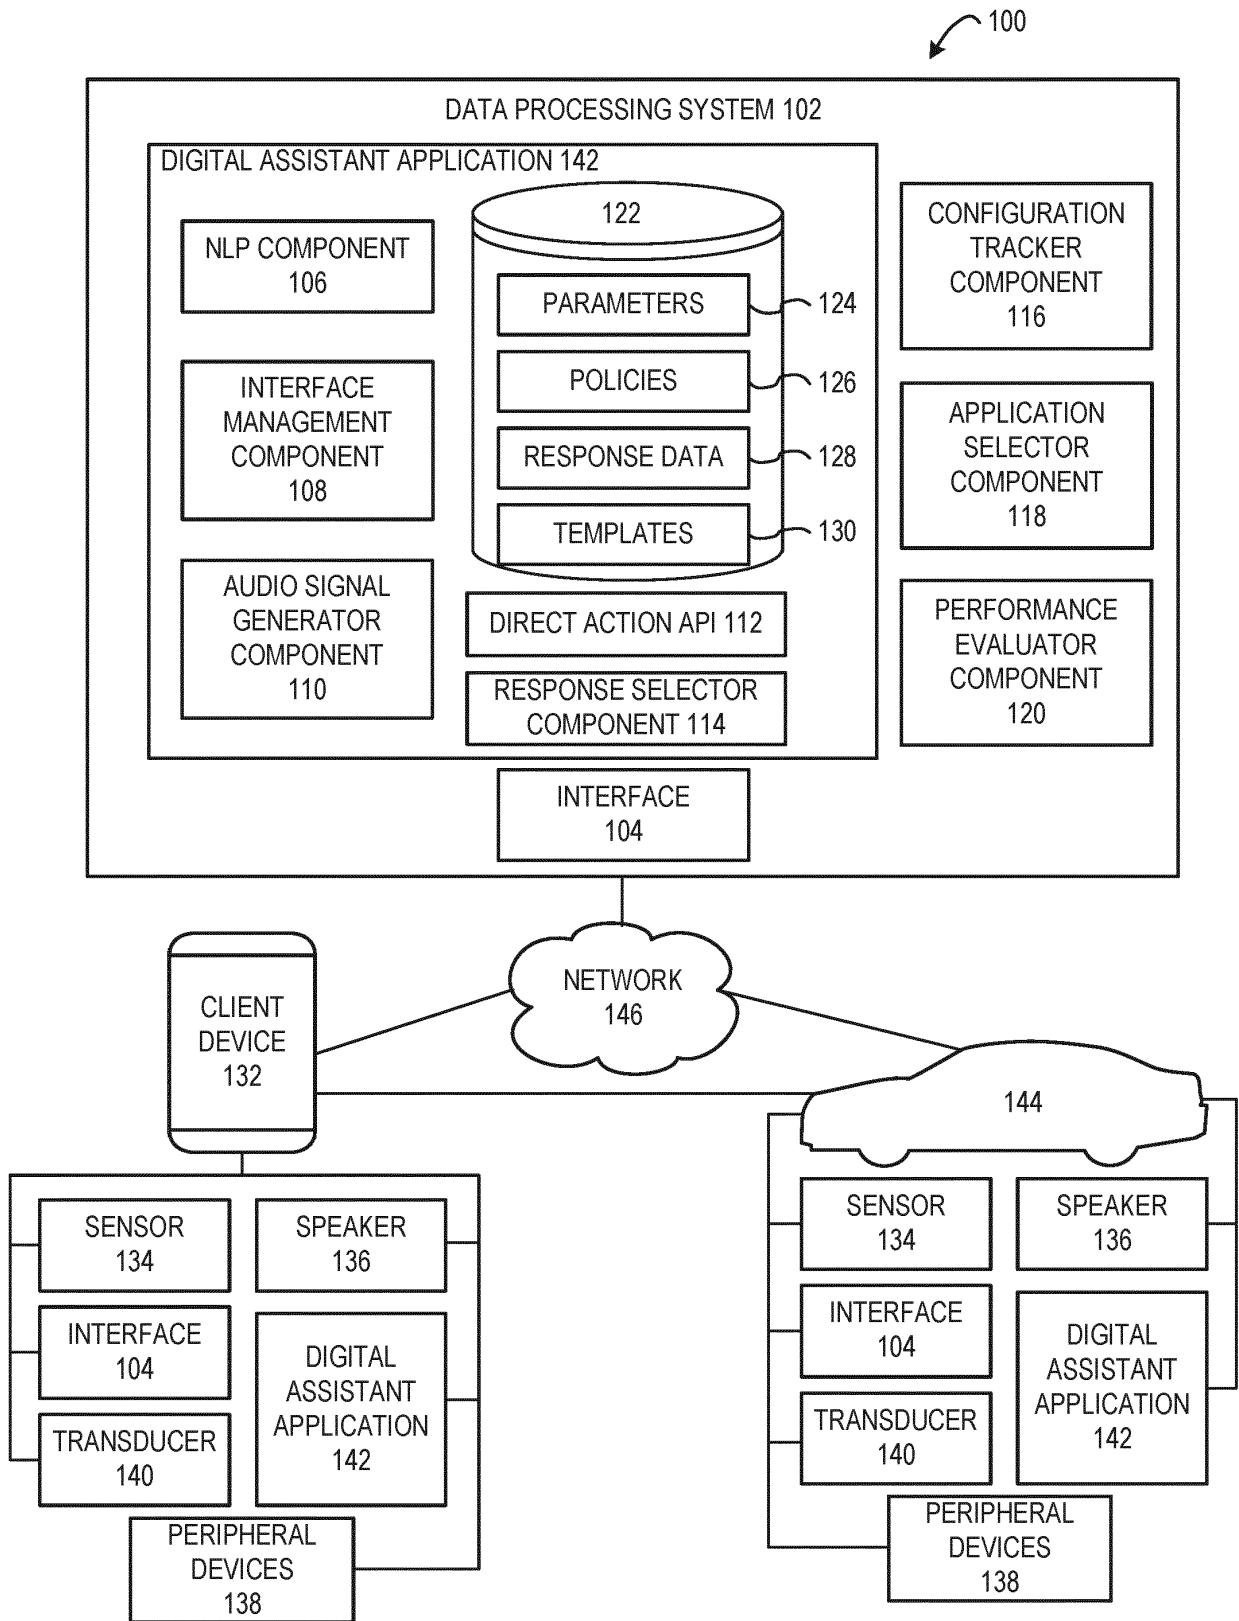 100
DATA PROCESSING SYSTEM 102
DIGITAL ASSISTANT APPLICATION 142
NLP COMPONENT
106
INTERFACE
MANAGEMENT
COMPONENT
108
AUDIO SIGNAL
GENERATOR
COMPONENT
110
122
PARAMETERS
124
POLICIES
126
RESPONSE DATA
128
TEMPLATES
130
DIRECT ACTION API 112
RESPONSE SELECTOR
COMPONENT 114
CONFIGURATION
TRACKER
COMPONENT
116
APPLICATION
SELECTOR
COMPONENT
118
PERFORMANCE
EVALUATOR
COMPONENT
120
INTERFACE
104
NETWORK
146
CLIENT
DEVICE
132
144
SENSOR
134
SPEAKER
136
INTERFACE
104
DIGITAL
ASSISTANT
APPLICATION
142
TRANSDUCER
140
PERIPHERAL
DEVICES
138
SENSOR
134
SPEAKER
136
INTERFACE
104
DIGITAL
ASSISTANT
APPLICATION
142
TRANSDUCER
140
PERIPHERAL
DEVICES
138